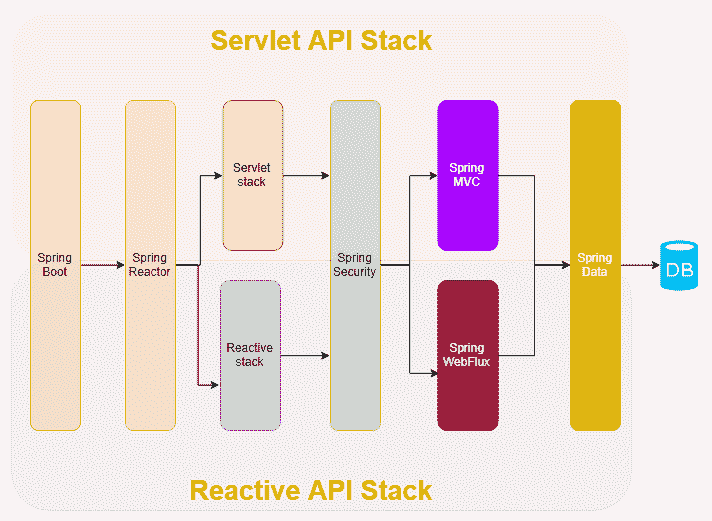 Servlet API Stack
Spring
Boot
Spring
Reactor
Servlet
stack
Reactive
stack
Spring
Security
Spring
MVC
Spring
WebFlux
Spring
Data
DB
Reactive API Stack